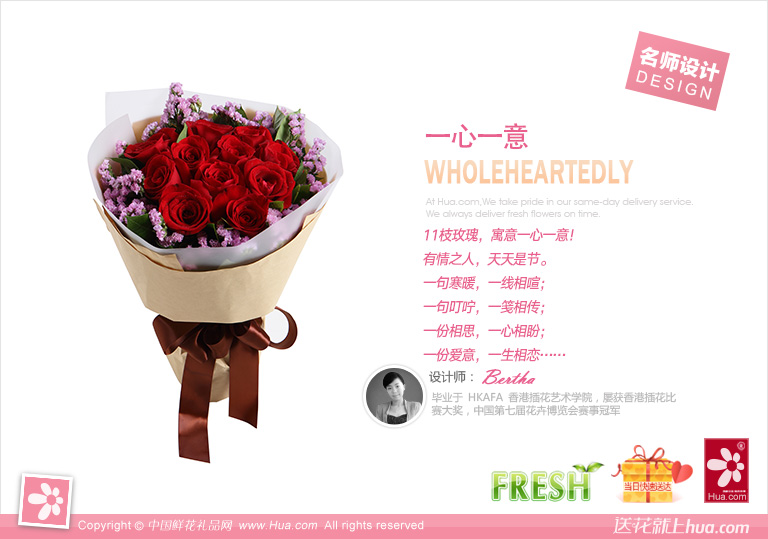 名师设计
DESIGN
一心一意
WHOLEHEARTEDLY
At Hua.com,We take pride in our same-day dellvery service.
We always deliver fresh flowers on time.
11枝玫瑰，寓意一心一意！
有情之人，天天是节。
一句寒暖，一线相喧；
一句叮咛，一笺相传；
一份相思，一心相盼；
一份爱意，一生相恋……
设计师： Bertha
毕业于 HKAFA 香港插花艺术学院，屡获香港插花比
赛大奖，中国第七届花卉博览会赛事冠军
FRESH
当日快速送达
Hua.com
Copyright © 中国鲜花礼品网 www.Hua.com All rights reserved
送花就上hua.com